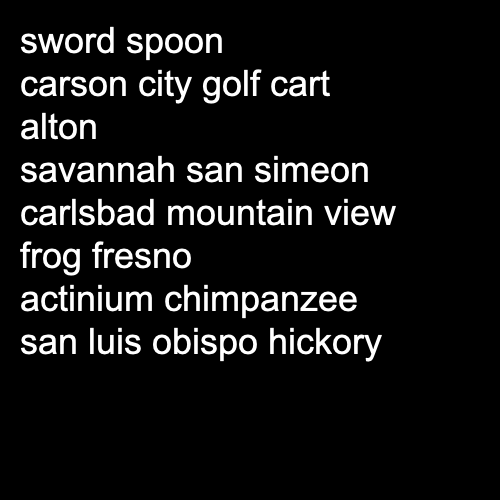 sword spoon
carson city golf cart
alton
savannah san simeon
carlsbad mountain view
frog fresno
actinium chimpanzee
san luis obispo hickory